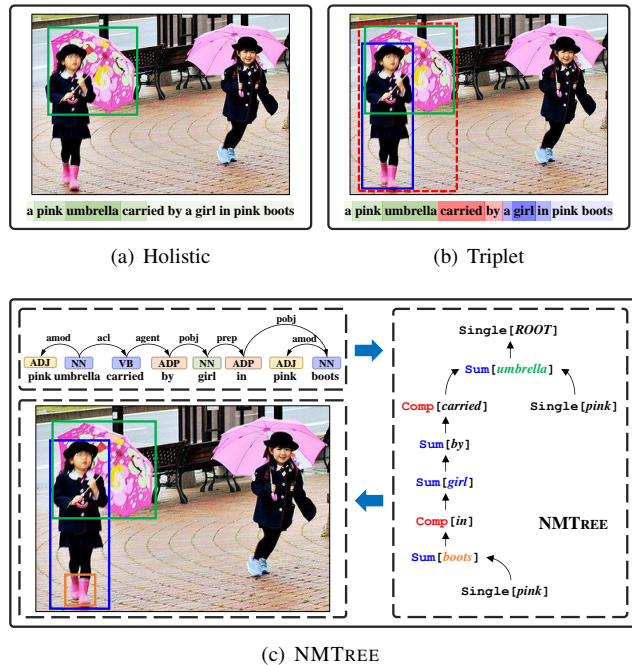 a pink umbrella carried by a girl in pink boots
(a) Holistic
a pink umbrella carried by a girl in pink boots
(b) Triplet
amod acl agent pobj prep pobj amod
ADJ NN VB ADP NN ADP ADJ NN
pink umbrella carried by girl in pink boots
Single[ROOT]
Sum[umbrella]
Comp[carried] Single[pink]
Sum[by]
Sum[girl]
Comp[in]
NMTREE
Sum[boots]
Single[pink]
(c) NMTREE